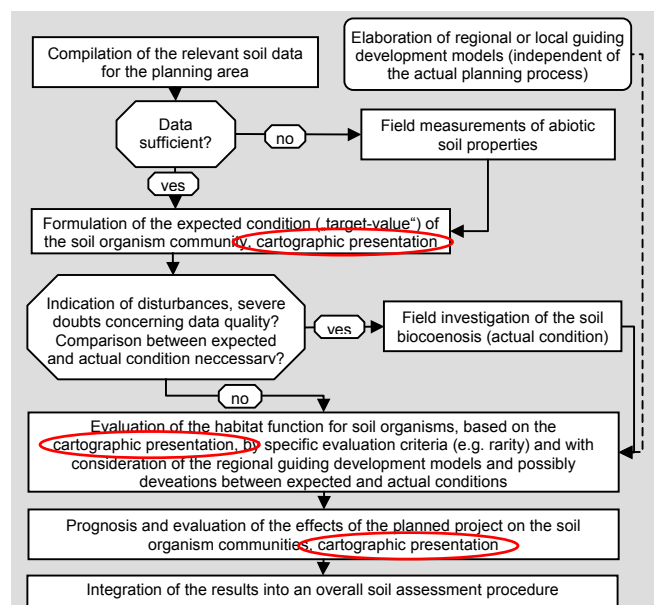 Compilation of the relevant soil data
for the planning area
Elaboration of regional or local guiding
development models (independent of
the actual planning process)
Data
sufficient?
no
Field measurements of abiotic
soil properties
yes
Formulation of the expected condition („target-value“) of
the soil organism community, cartographic presentation
Indication of disturbances, severe
doubts concerning data quality?
Comparison between expected
and actual condition neccessary?
yes
Field investigation of the soil
biocoenosis (actual condition)
no
Evaluation of the habitat function for soil organisms, based on the
cartographic presentation, by specific evaluation criteria (e.g. rarity) and with
consideration of the regional guiding development models and possibly
deveations between expected and actual conditions
Prognosis and evaluation of the effects of the planned project on the soil
organism communities, cartographic presentation
Integration of the results into an overall soil assessment procedure